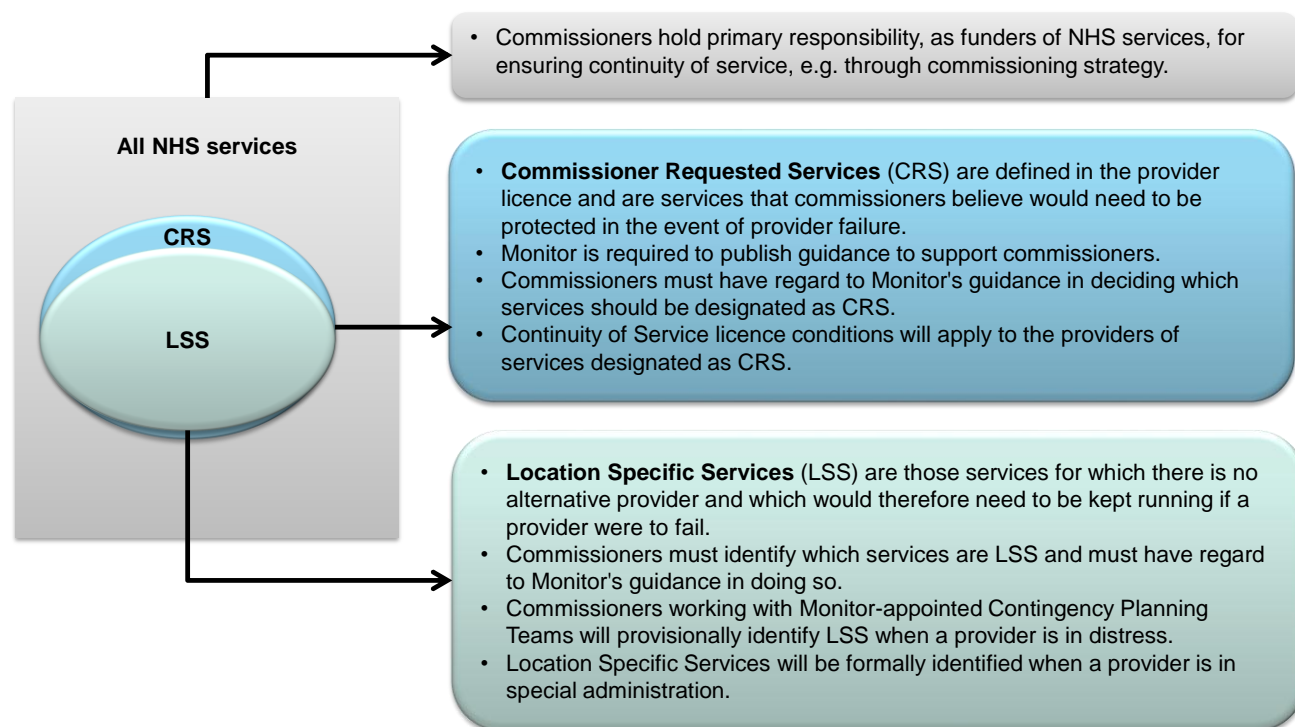 • Commissioners hold primary responsibility, as funders of NHS services, for
ensuring continuity of service, e.g. through commissioning strategy.
All NHS services
CRS
LSS
• Commissioner Requested Services (CRS) are defined in the provider
licence and are services that commissioners believe would need to be
protected in the event of provider failure.
• Monitor is required to publish guidance to support commissioners.
• Commissioners must have regard to Monitor's guidance in deciding which
services should be designated as CRS.
• Continuity of Service licence conditions will apply to the providers of
services designated as CRS.
• Location Specific Services (LSS) are those services for which there is no
alternative provider and which would therefore need to be kept running if a
provider were to fail.
• Commissioners must identify which services are LSS and must have regard
to Monitor's guidance in doing so.
• Commissioners working with Monitor-appointed Contingency Planning
Teams will provisionally identify LSS when a provider is in distress.
• Location Specific Services will be formally identified when a provider is in
special administration.